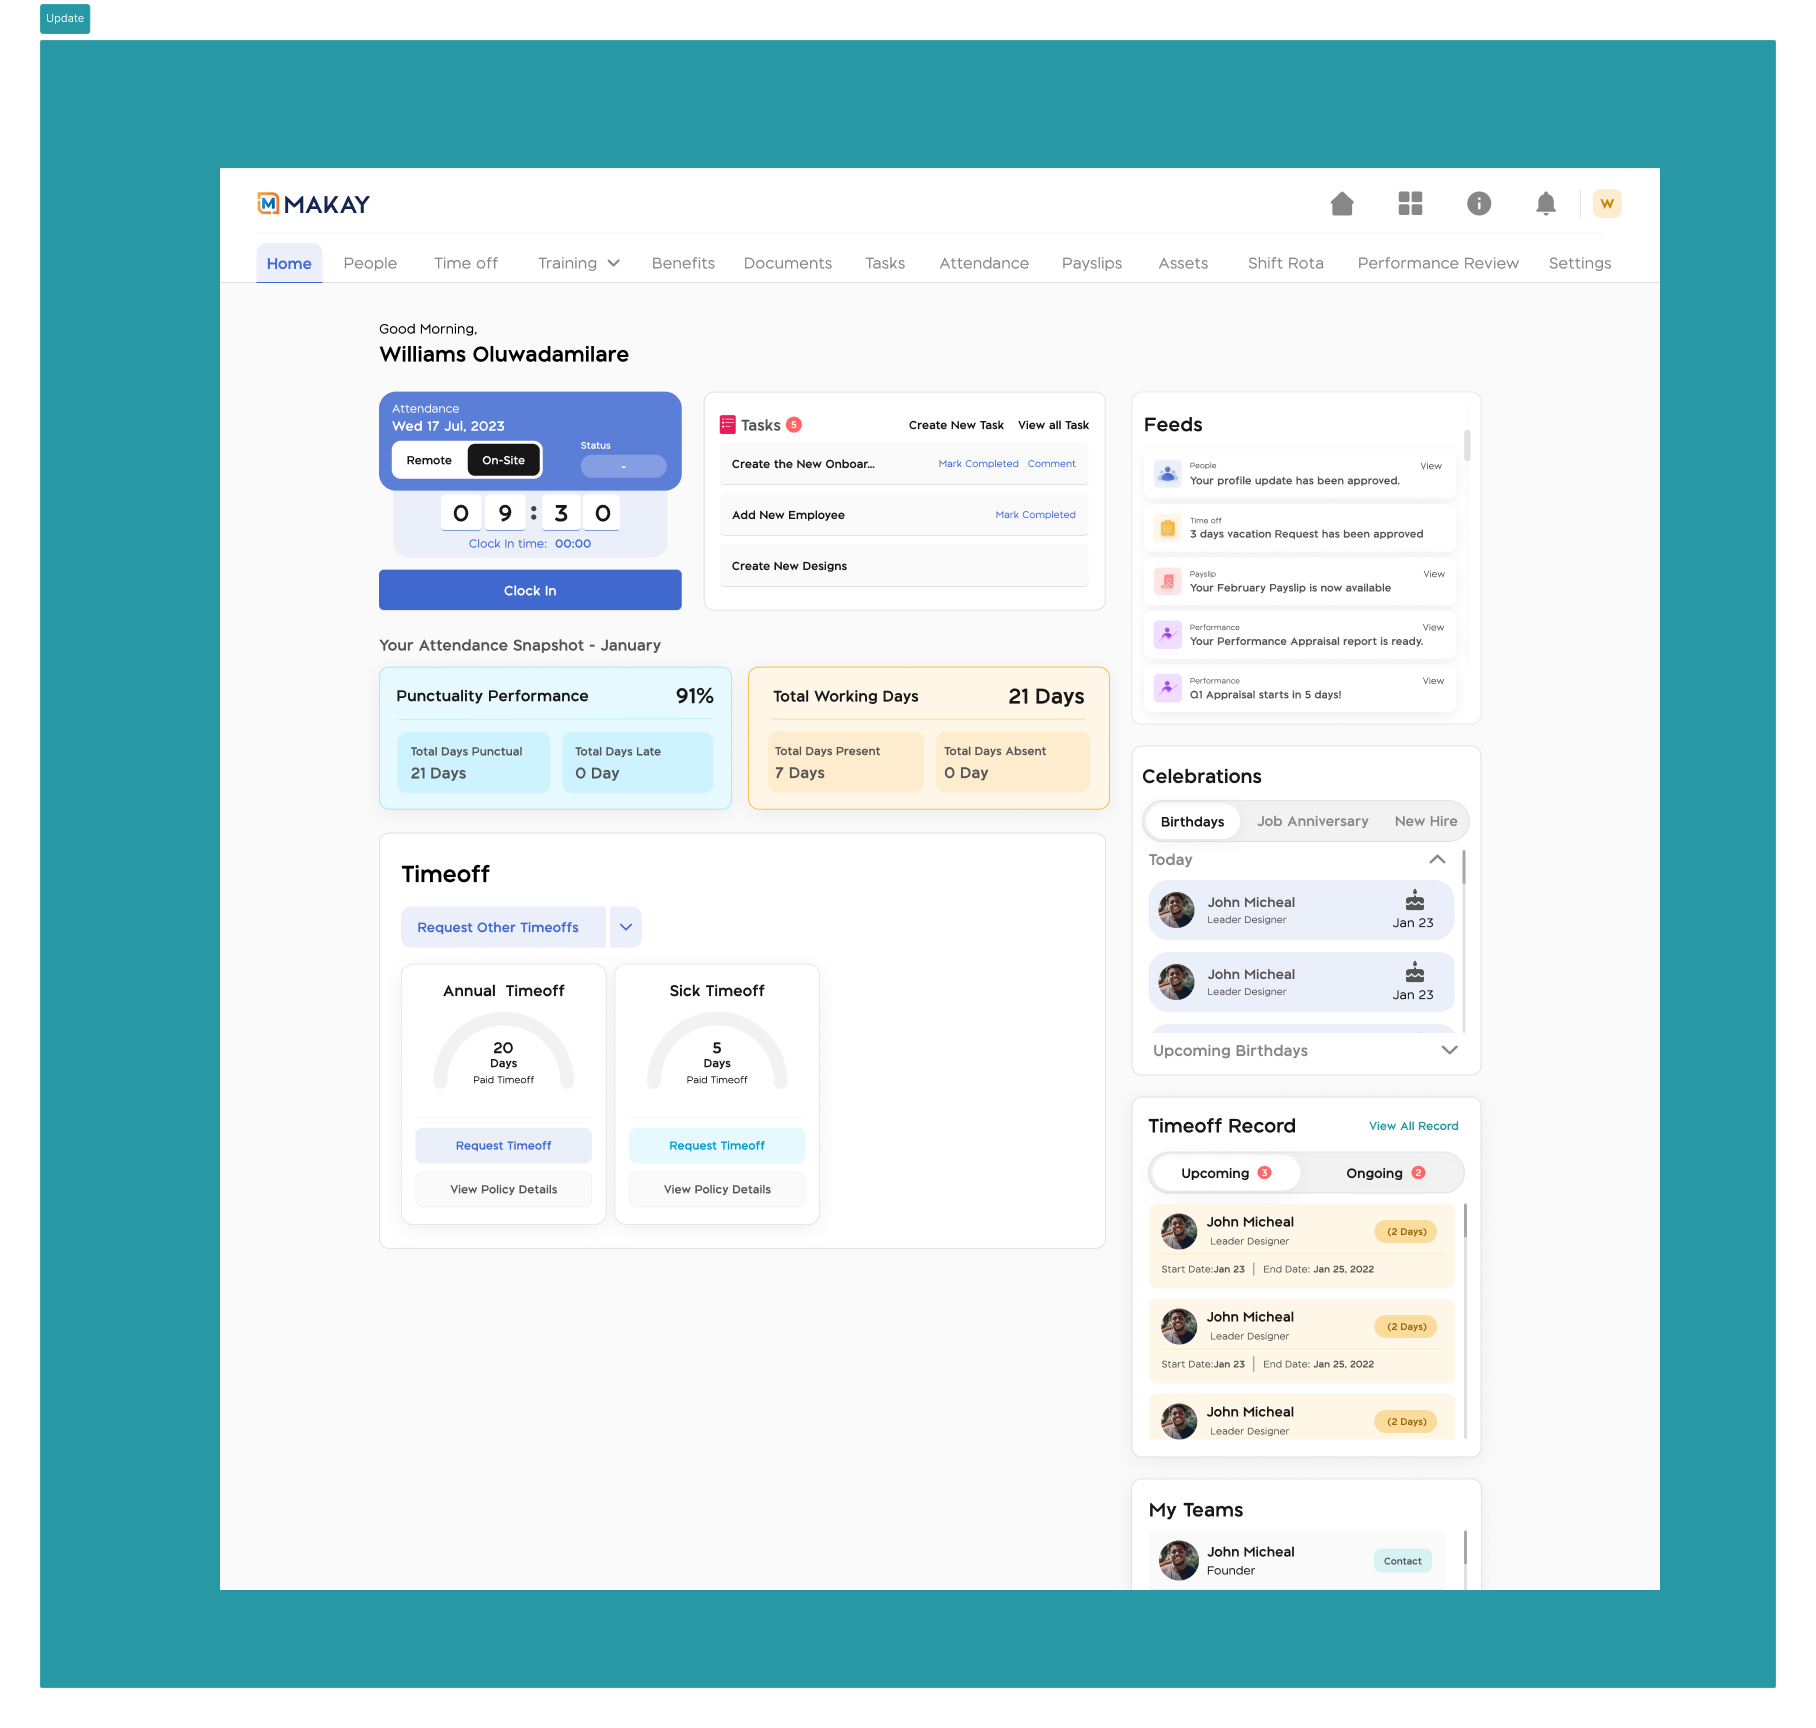 Update
MAKAY
W
Home People Time off Training Benefits Documents Tasks Attendance Payslips Assets Shift Rota Performance Review Settings
Good Morning,
Williams Oluwadamilare
Attendance
Wed 17 Jul, 2023
Remote On-Site
Status
-
0 9 : 3 0
Clock In time: 00:00
Clock In
Tasks 5 Create New Task View all Task
Create the New Onboar... Mark Completed Comment
Add New Employee Mark Completed
Create New Designs
Your Attendance Snapshot - January
Punctuality Performance 91%
Total Days Punctual
21 Days
Total Days Late
0 Day
Total Working Days 21 Days
Total Days Present
7 Days
Total Days Absent
0 Day
Timeoff
Request Other Timeoffs
Annual Timeoff
20
Days
Paid Timeoff
Request Timeoff
View Policy Details
Sick Timeoff
5
Days
Paid Timeoff
Request Timeoff
View Policy Details
Feeds
People View
Your profile update has been approved.
Time off
3 days vacation Request has been approved
Payslip View
Your February Payslip is now available
Performance View
Your Performance Appraisal report is ready.
Performance View
Q1 Appraisal starts in 5 days!
Celebrations
Birthdays Job Anniversary New Hire
Today
John Micheal
Leader Designer
Jan 23
John Micheal
Leader Designer
Jan 23
Upcoming Birthdays
Timeoff Record View All Record
Upcoming 3 Ongoing 2
John Micheal
Leader Designer
(2 Days)
Start Date:Jan 23 | End Date: Jan 25, 2022
John Micheal
Leader Designer
(2 Days)
Start Date:Jan 23 | End Date: Jan 25, 2022
John Micheal
Leader Designer
(2 Days)
My Teams
John Micheal
Founder
Contact